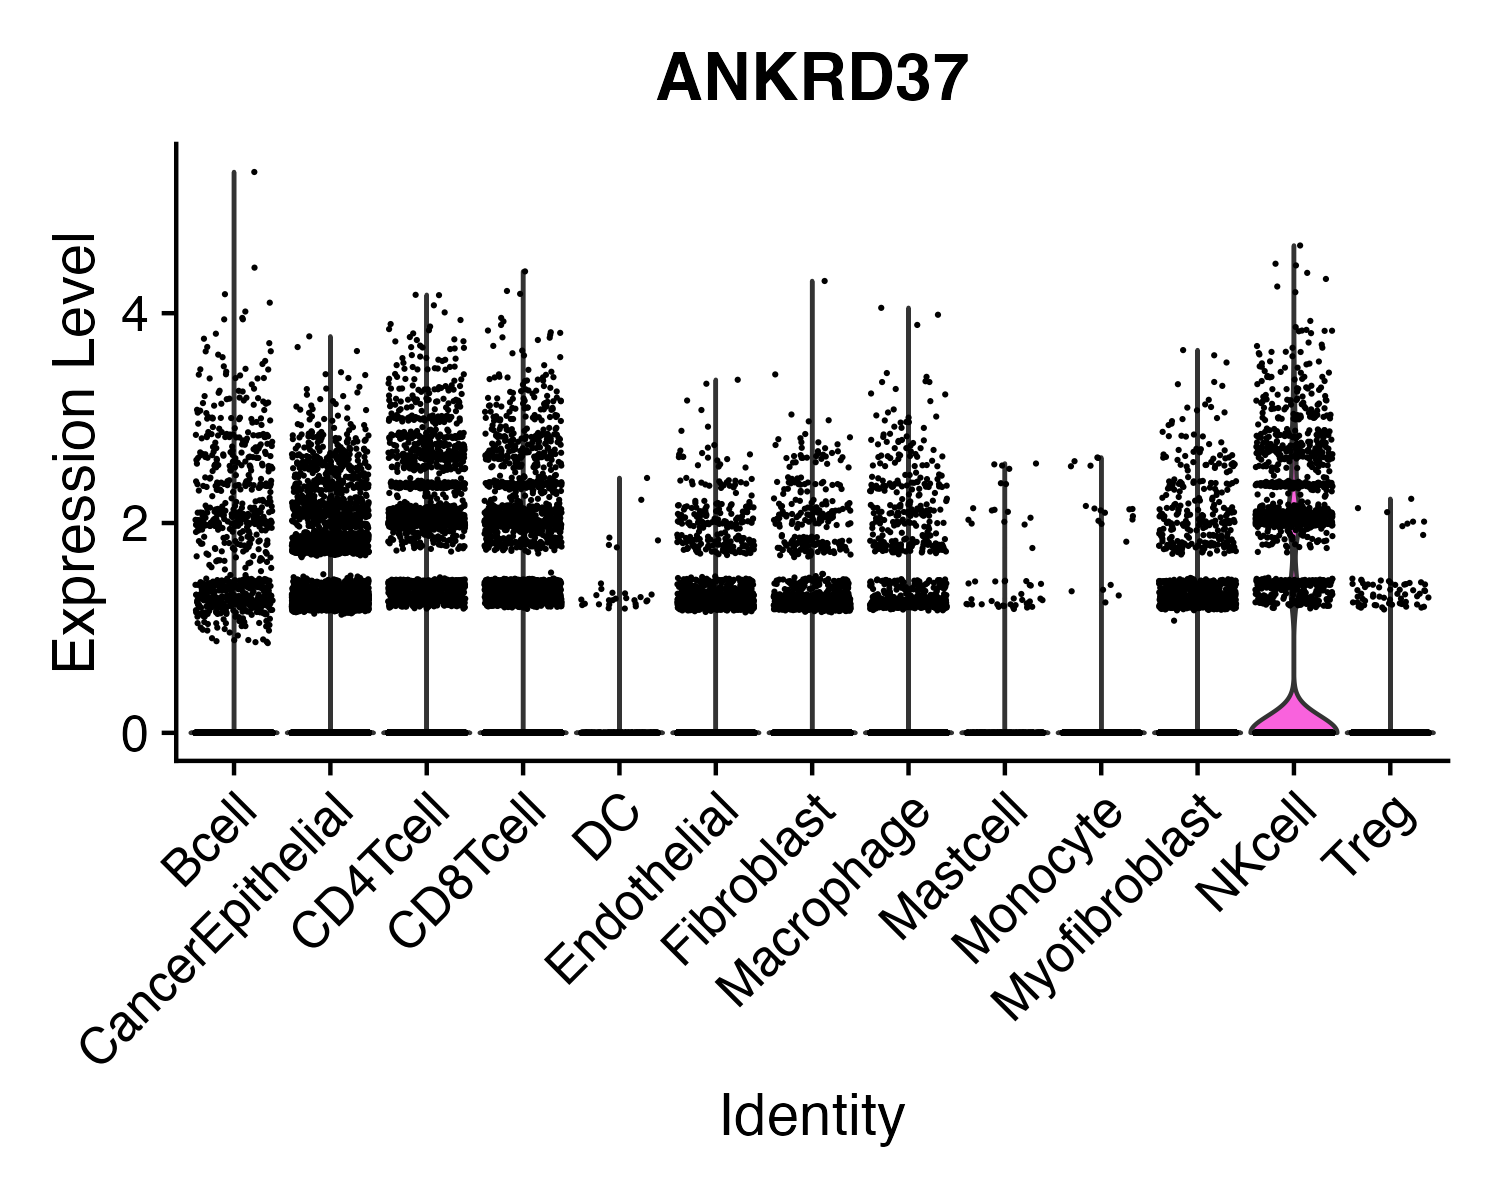 ANKRD37
Expression Level
4
2
0
Bcell
CancerEpithelial
CD4Tcell
CD8Tcell
DC
Endothelial
Fibroblast
Macrophage
Mastcell
Monocyte
Myofibroblast
NKcell
Treg
Identity